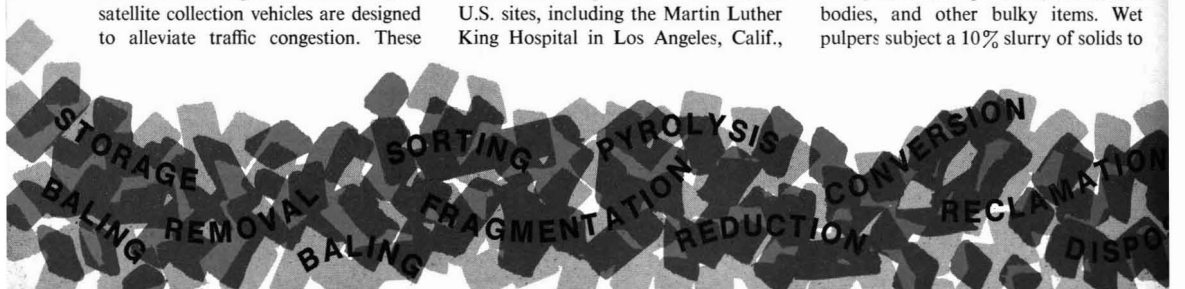 satellite collection vehicles are designed
to alleviate traffic congestion. These
U.S. sites, including the Martin Luther
King Hospital in Los Angeles, Calif.,
bodies, and other bulky items. Wet
pulpers subject a 10% slurry of solids to
STORAGE
BALING
REMOVAL
BALING
SORTING
FRAGMENTATION
PYROLYSIS
REDUCTION
CONVERSION
RECLAMATION
DISPOS